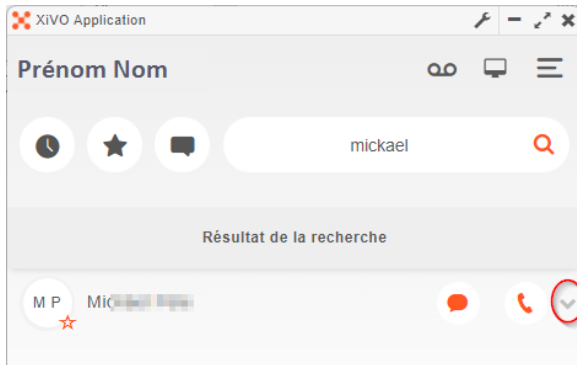 XiVO Application
Prénom Nom
mickael
Résultat de la recherche
M P